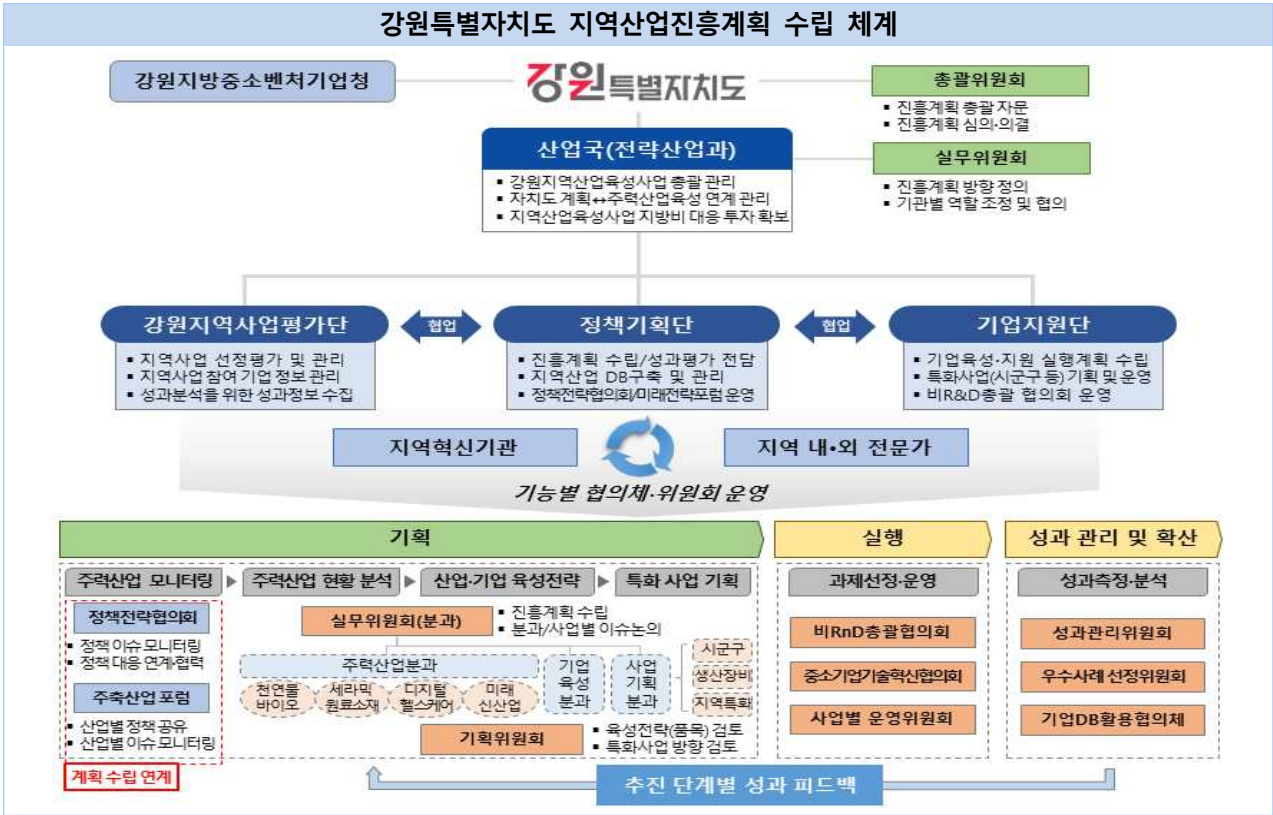 강원특별자치도 지역산업진흥계획 수립 체계
강원지방중소벤처기업청
강원특별자치도
총괄위원회
▪ 진흥계획 총괄 자문
▪ 진흥계획 심의·의결
산업국(전략산업과)
▪ 강원지역산업육성사업 총괄 관리
▪ 자치도 계획↔주력산업육성 연계 관리
▪ 지역산업육성사업 지방비 대응 투자 확보
실무위원회
▪ 진흥계획 방향 정의
▪ 기관별 역할 조정 및 협의
강원지역사업평가단
협업
정책기획단
협업
기업지원단
▪ 지역사업 선정평가 및 관리
▪ 지역사업 참여 기업 정보 관리
▪ 성과분석을 위한 성과정보 수집
▪ 진흥계획 수립/성과평가 전담
▪ 지역산업 DB구축 및 관리
▪ 정책전략협의회/미래전략포럼 운영
▪ 기업육성·지원 실행계획 수립
▪ 특화사업(시군구 등) 기획 및 운영
▪ 비R&D총괄 협의회 운영
지역혁신기관
지역 내•외 전문가
기능별 협의체·위원회 운영
기획
실행
성과 관리 및 확산
주력산업 모니터링
주력산업 현황 분석
산업·기업 육성전략
특화 사업 기획
과제선정·운영
성과측정·분석
정책전략협의회
▪ 정책 이슈 모니터링
▪ 정책 대응 연계·협력
주축산업 포럼
▪ 산업별 정책 공유
▪ 산업별 이슈 모니터링
계획 수립 연계
실무위원회(분과)
▪ 진흥계획 수립
▪ 분과/사업별 이슈논의
주력산업분과
천연물
바이오
세라믹
원료소재
디지털
헬스케어
미래
신산업
기업
육성
분과
사업
기획
분과
시군구
생산장비
지역특화
기획위원회
▪ 육성전략(품목) 검토
▪ 특화사업 방향 검토
비RnD총괄협의회
중소기업기술혁신협의회
사업별 운영위원회
성과관리위원회
우수사례 선정위원회
기업DB활용협의체
추진 단계별 성과 피드백